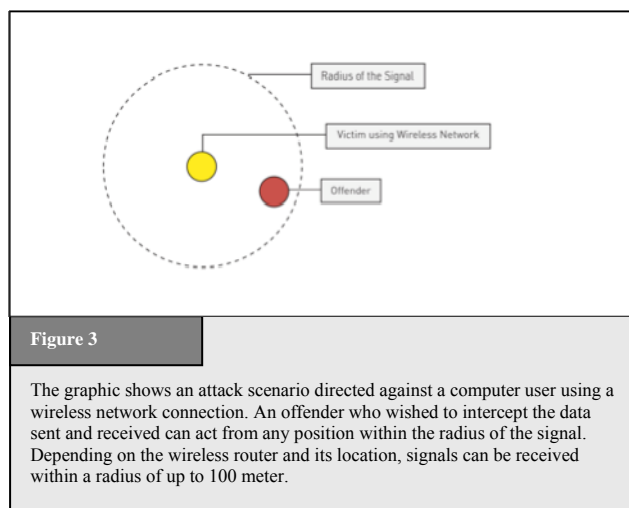 Radius of the Signal
Victim using Wireless Network
Offender
Figure 3
The graphic shows an attack scenario directed against a computer user using a
wireless network connection. An offender who wished to intercept the data
sent and received can act from any position within the radius of the signal.
Depending on the wireless router and its location, signals can be received
within a radius of up to 100 meter.